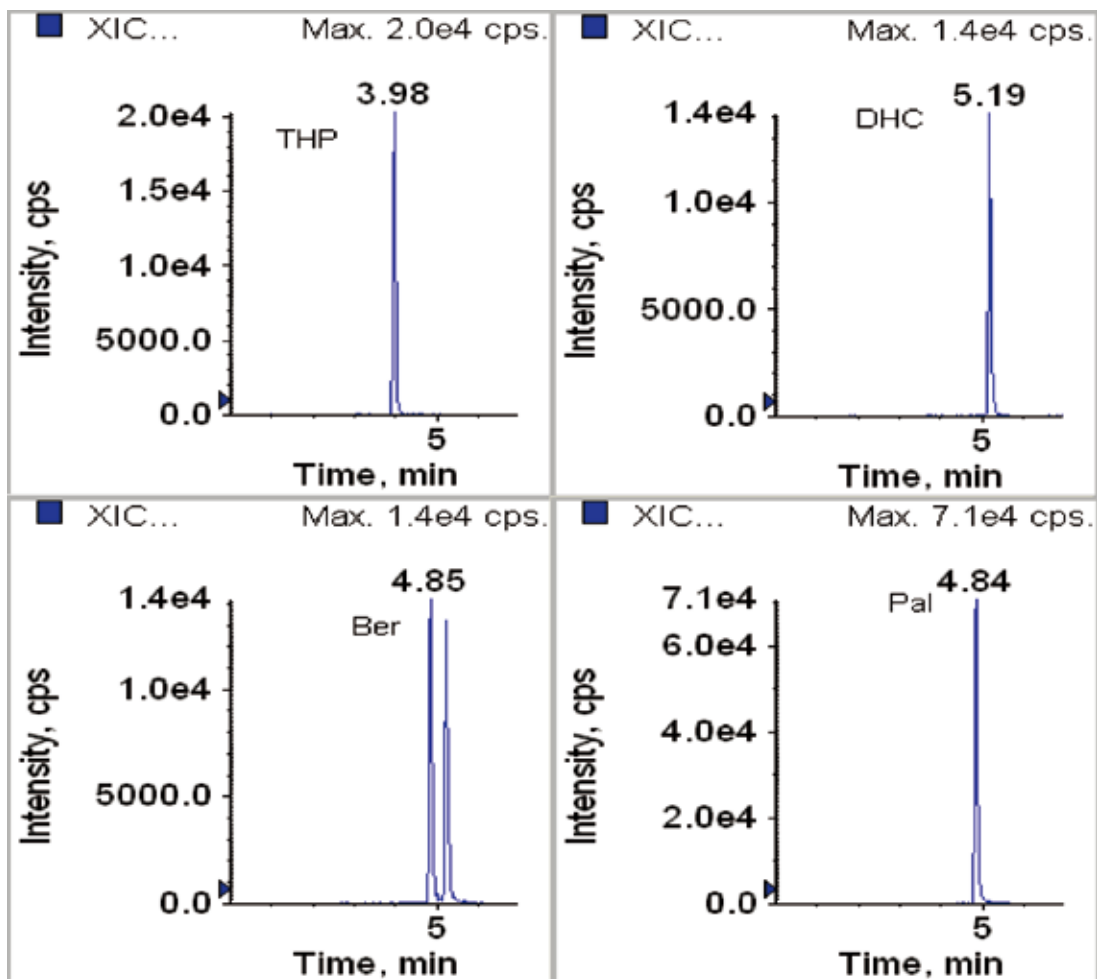 XIC... Max. 2.0e4 cps.
3.98
THP
2.0e4
1.5e4
1.0e4
5000.0
0.0
Intensity, cps
5
Time, min
XIC... Max. 1.4e4 cps.
5.19
DHC
1.4e4
1.0e4
5000.0
0.0
Intensity, cps
5
Time, min
XIC... Max. 1.4e4 cps.
4.85
Ber
1.4e4
1.0e4
5000.0
0.0
Intensity, cps
5
Time, min
XIC... Max. 7.1e4 cps.
4.84
Pal
7.1e4
6.0e4
4.0e4
2.0e4
0.0
Intensity, cps
5
Time, min